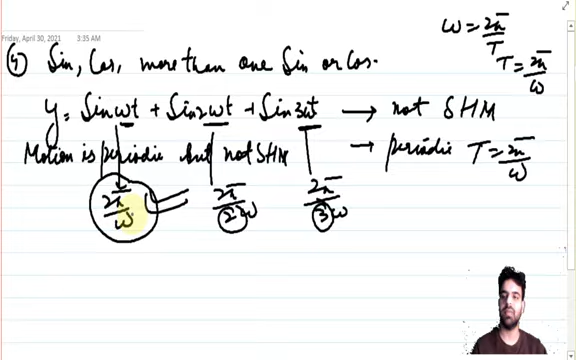 Friday, April 30, 2021 3:35 AM
ω = 2π/T
T = 2π/ω
④ Sin, Cos, more than one Sin or Cos.
y = Sinωt + Sin2ωt + Sin3ωt → not SHM
Motion is periodic but not SHM → periodic T = 2π/ω
2π/ω 2π/2ω 2π/3ω